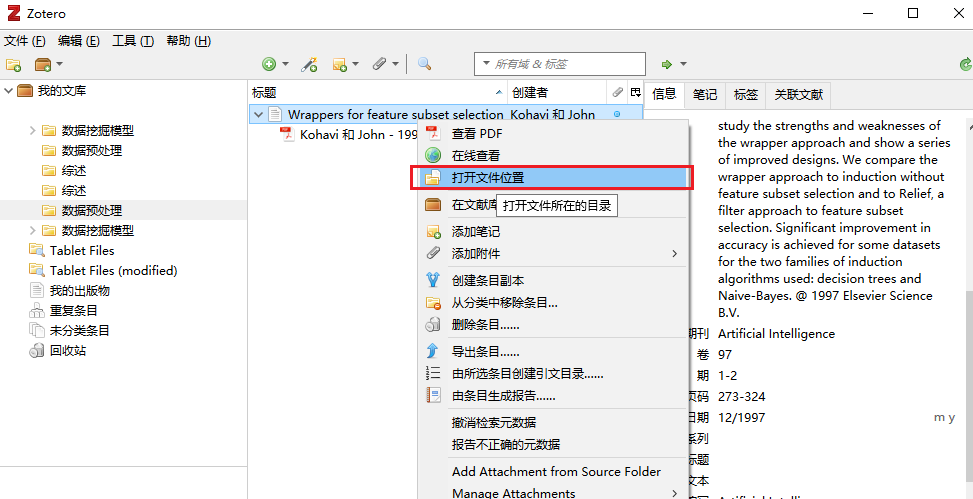 Zotero
文件 (F) 编辑 (E) 工具 (T) 帮助 (H)
所有域 & 标签
我的文库
数据挖掘模型
数据预处理
综述
综述
数据预处理
数据挖掘模型
Tablet Files
Tablet Files (modified)
我的出版物
重复条目
未分类条目
回收站
标题 创建者
Wrappers for feature subset selection Kohavi 和 John
Kohavi 和 John - 199
查看 PDF
在线查看
打开文件位置
在文献库
打开文件所在的目录
添加笔记
添加附件
创建条目副本
从分类中移除条目...
删除条目......
导出条目......
由所选条目创建引文目录......
由条目生成报告......
撤消检索元数据
报告不正确的元数据
Add Attachment from Source Folder
Manage Attachments
信息 笔记 标签 关联文献
study the strengths and weaknesses of
the wrapper approach and show a series
of improved designs. We compare the
wrapper approach to induction without
feature subset selection and to Relief, a
filter approach to feature subset
selection. Significant improvement in
accuracy is achieved for some datasets
for the two families of induction
algorithms used: decision trees and
Naive-Bayes. @ 1997 Elsevier Science
B.V.
期刊 Artificial Intelligence
卷 97
期 1-2
页码 273-324
日期 12/1997 m y
系列
标题
文本